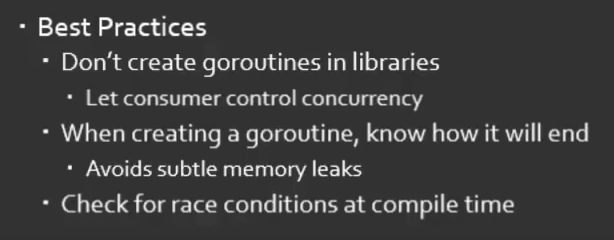 · Best Practices
· Don’t create goroutines in libraries
· Let consumer control concurrency
· When creating a goroutine, know how it will end
· Avoids subtle memory leaks
· Check for race conditions at compile time